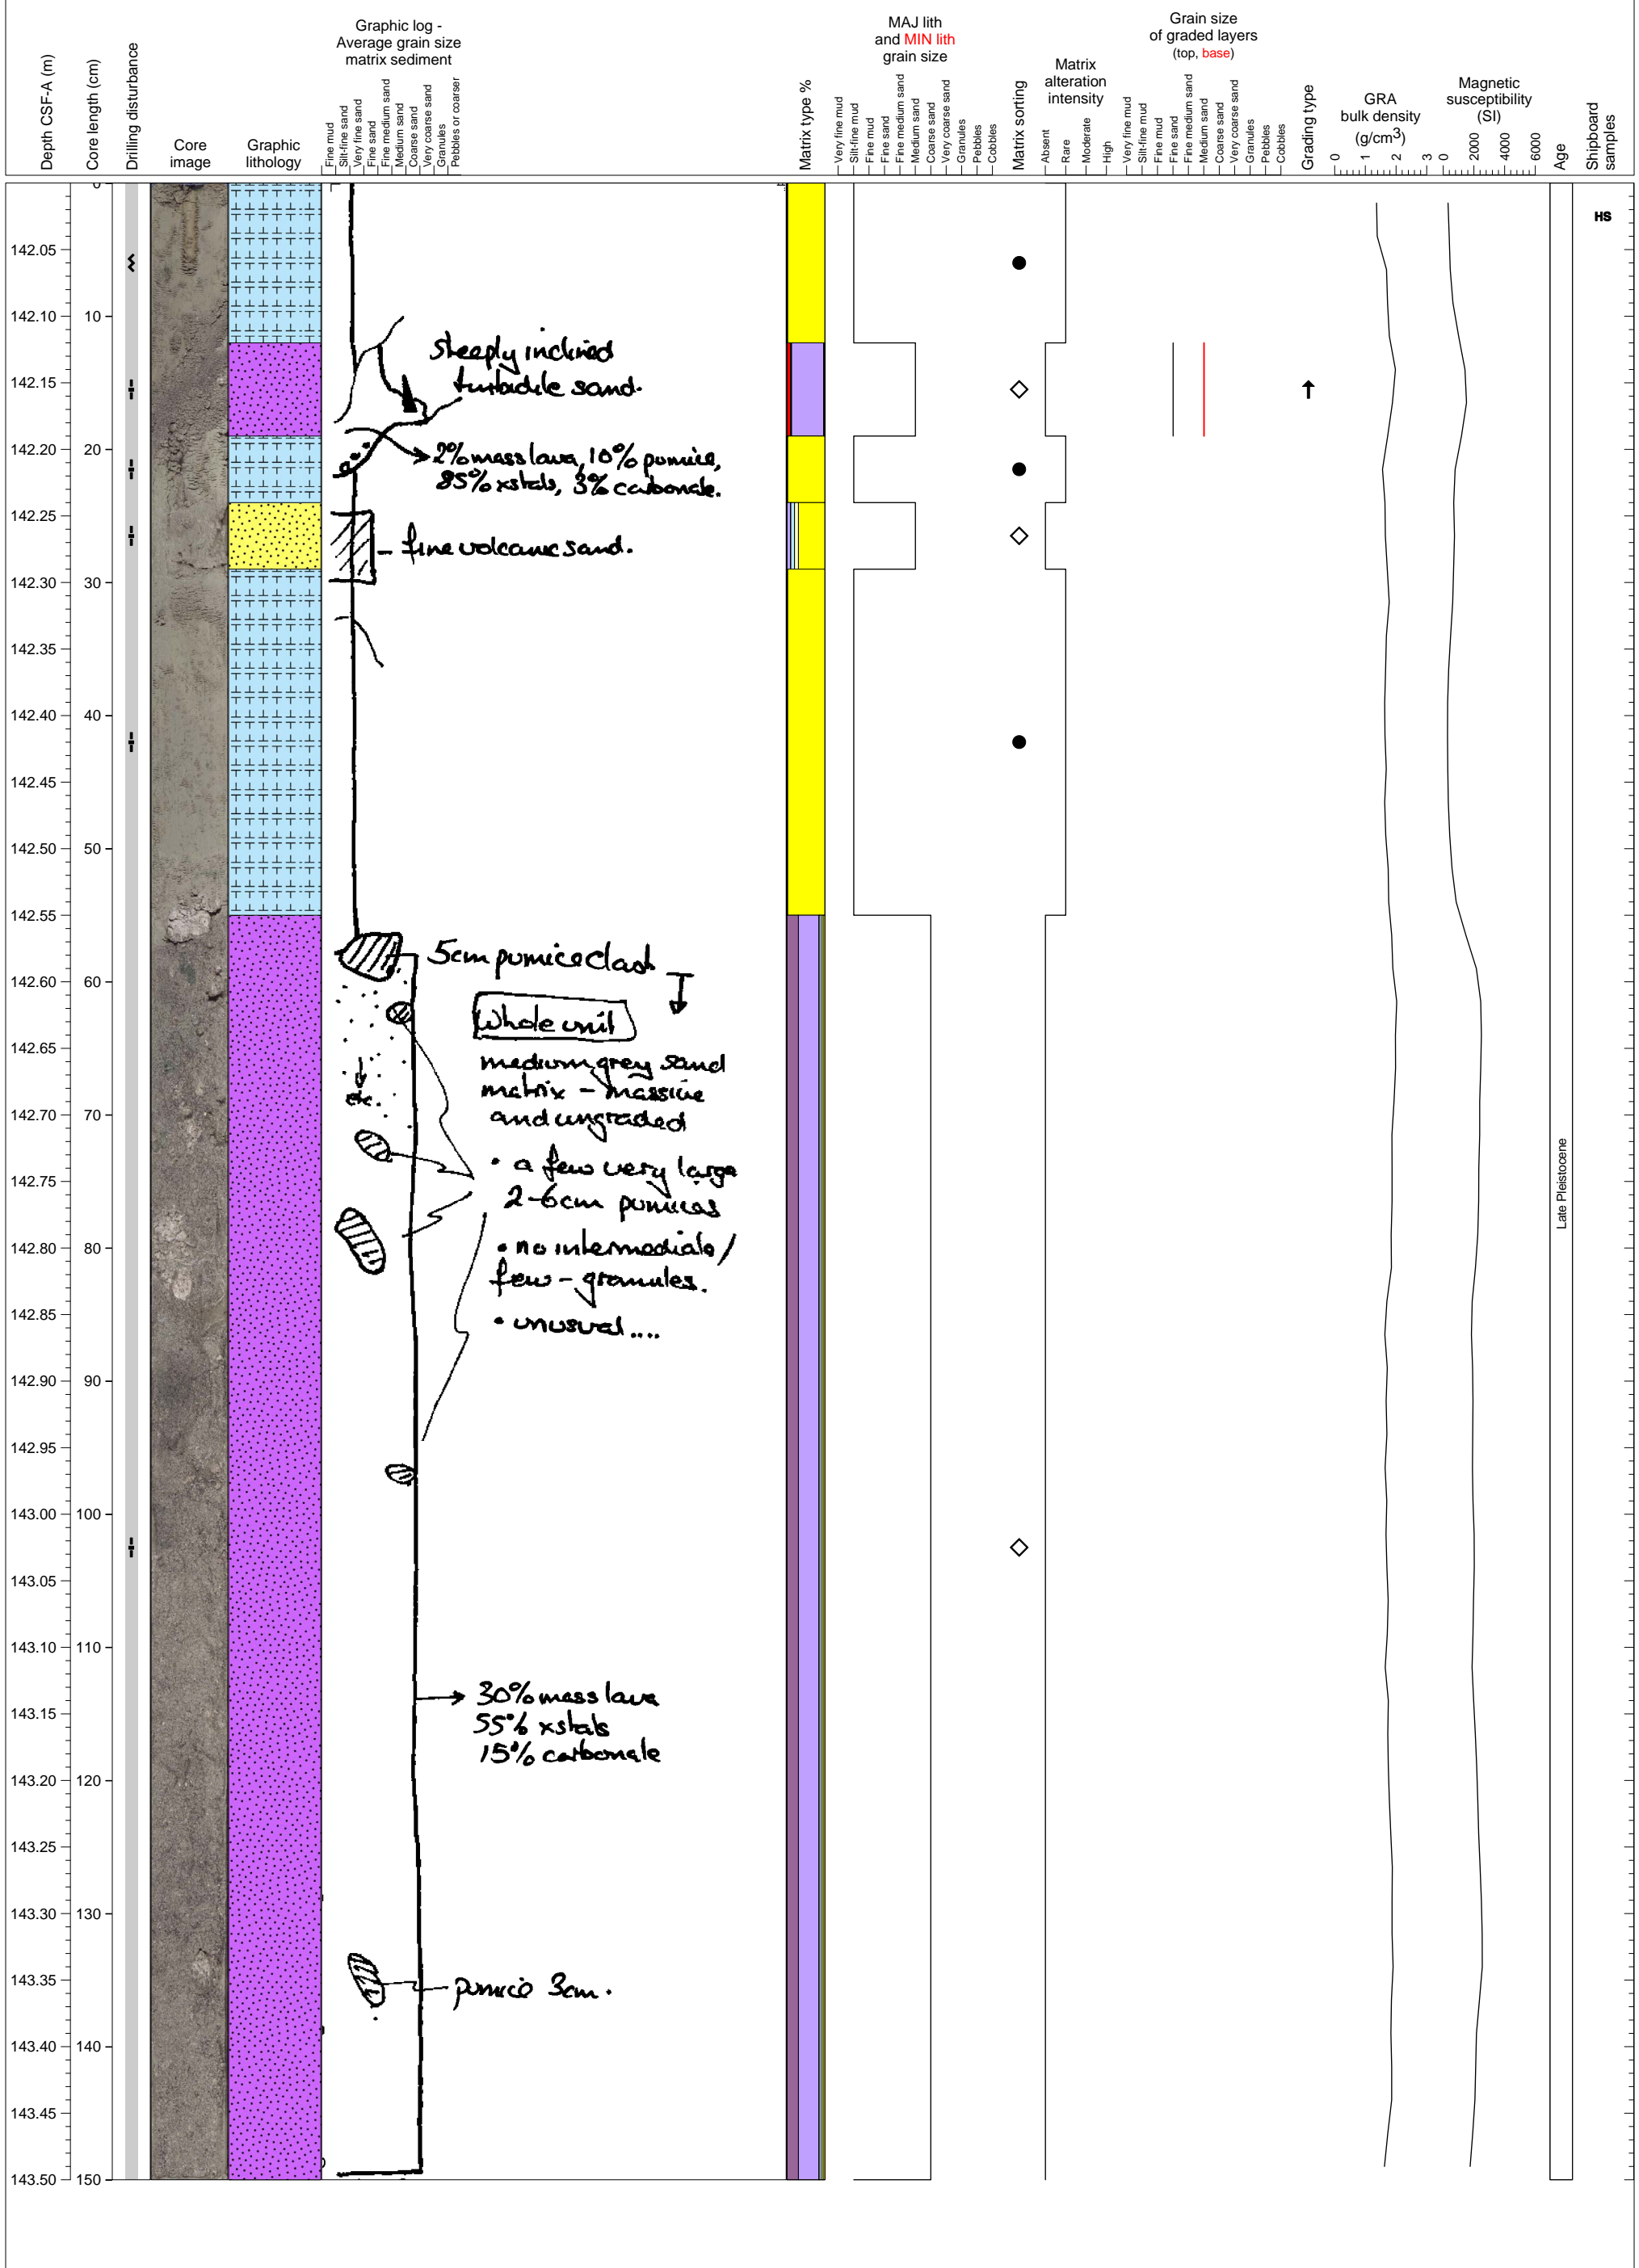 Depth CSF-A (m)
Core length (cm)
Drilling disturbance
Core
image
Graphic
lithology
Graphic log -
Average grain size
matrix sediment
Fine mud
Silt-fine sand
Very fine sand
Fine sand
Fine medium sand
Medium sand
Coarse sand
Very coarse sand
Granules
Pebbles or coarser
Matrix type %
MAJ lith
and MIN lith
grain size
Very fine mud
Silt-fine mud
Fine mud
Fine sand
Fine medium sand
Medium sand
Coarse sand
Very coarse sand
Granules
Pebbles
Cobbles
Matrix sorting
Matrix
alteration
intensity
Absent
Rare
Moderate
High
Grain size
of graded layers
(top, base)
Very fine mud
Silt-fine mud
Fine mud
Fine sand
Fine medium sand
Medium sand
Coarse sand
Very coarse sand
Granules
Pebbles
Cobbles
Grading type
GRA
bulk density
(g/cm3)
0 1 2 3
Magnetic
susceptibility
(SI)
0 2000 4000 6000
Age
Shipboard
samples
0
HS
142.05
142.10 10
steeply inclined
142.15
turbidite sand.
142.20 20
2% mass lava, 10% pumice,
85% xstals, 3% carbonate.
142.25
fine volcanic sand.
142.30 30
142.35
142.40 40
142.45
142.50 50
142.55
5cm pumice clast
142.60 60
Whole unit
142.65
medium grey sand
matrix - massive
and ungraded
etc.
142.70 70
• a few very large
142.75
2-6cm pumices
142.80 80
• no intermediate /
few - granules.
142.85
• unusual ....
142.90 90
142.95
143.00 100
143.05
143.10 110
143.15
30% mass lava
55% xstals
15% carbonate
143.20 120
143.25
143.30 130
143.35
pumice 3cm.
143.40 140
143.45
143.50 150
Late Pleistocene